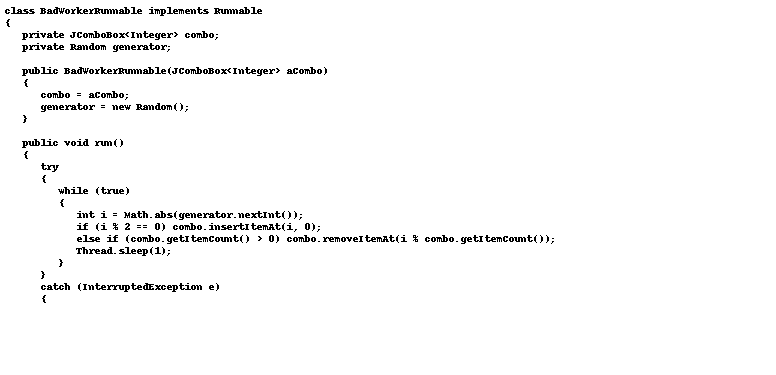 class BadWorkerRunnable implements Runnable
{
private JComboBox<Integer> combo;
private Random generator;
public BadWorkerRunnable(JComboBox<Integer> aCombo)
{
combo = aCombo;
generator = new Random();
}
public void run()
{
try
{
while (true)
{
int i = Math.abs(generator.nextInt());
if (i % 2 == 0) combo.insertItemAt(i, 0);
else if (combo.getItemCount() > 0) combo.removeItemAt(i % combo.getItemCount());
Thread.sleep(1);
}
}
catch (InterruptedException e)
{